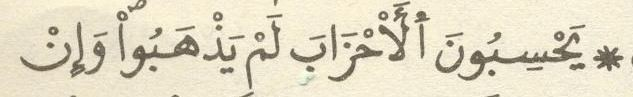 * يَحْسِبُونَ ٱلْأَحْزَابَ لَمْ يَذْهَبُوا۟ وَإِنْ